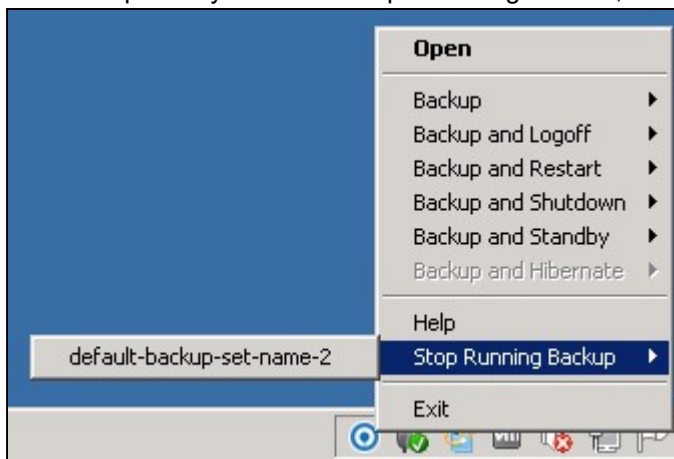 Open
Backup
Backup and Logoff
Backup and Restart
Backup and Shutdown
Backup and Standby
Backup and Hibernate
Help
Stop Running Backup
default-backup-set-name-2
Exit